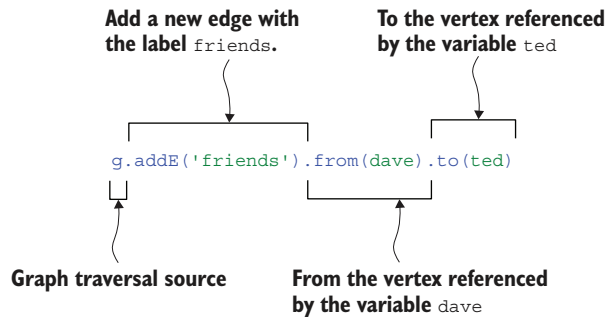 Add a new edge with
the label friends.
To the vertex referenced
by the variable ted
g.addE('friends').from(dave).to(ted)
Graph traversal source
From the vertex referenced
by the variable dave